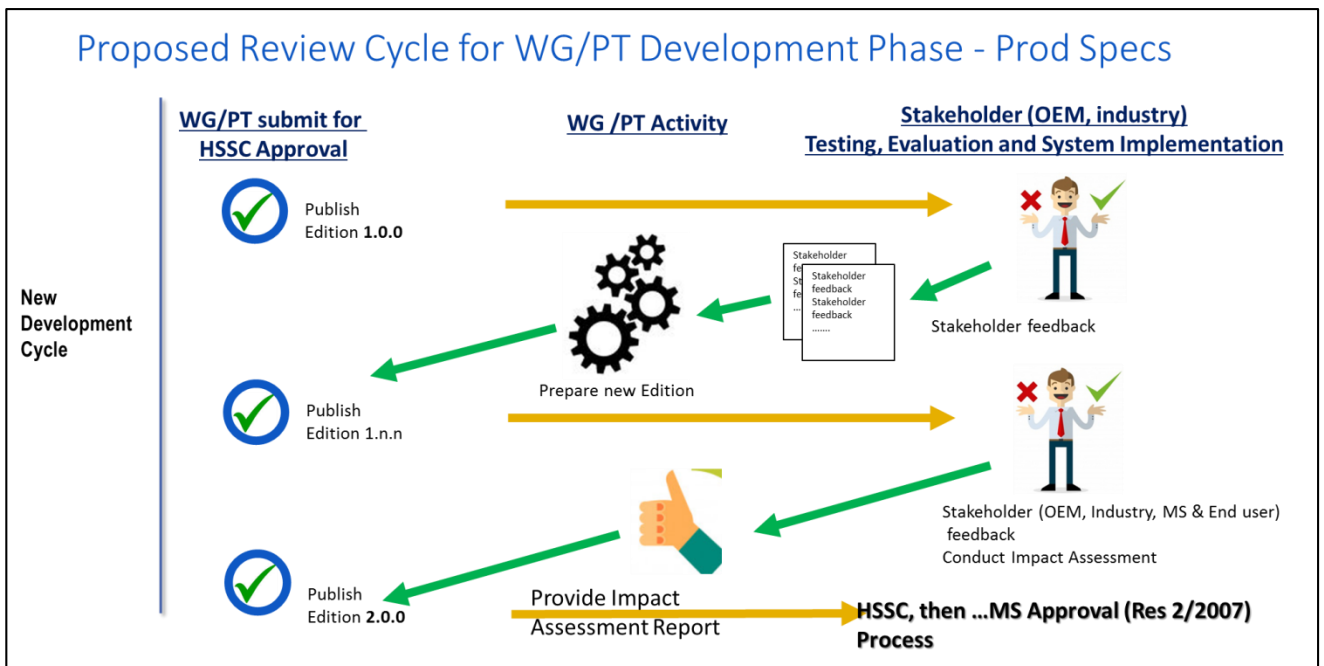 Proposed Review Cycle for WG/PT Development Phase - Prod Specs
WG/PT submit for
HSSC Approval
WG /PT Activity
Stakeholder (OEM, industry)
Testing, Evaluation and System Implementation
Publish
Edition 1.0.0
New
Development
Cycle
Stakeholder
fee
St
fe
...
Stakeholder
feedback
Stakeholder
feedback
.......
Stakeholder feedback
Prepare new Edition
Publish
Edition 1.n.n
Stakeholder (OEM, Industry, MS & End user)
feedback
Conduct Impact Assessment
Publish
Edition 2.0.0
Provide Impact
Assessment Report
HSSC, then ...MS Approval (Res 2/2007)
Process